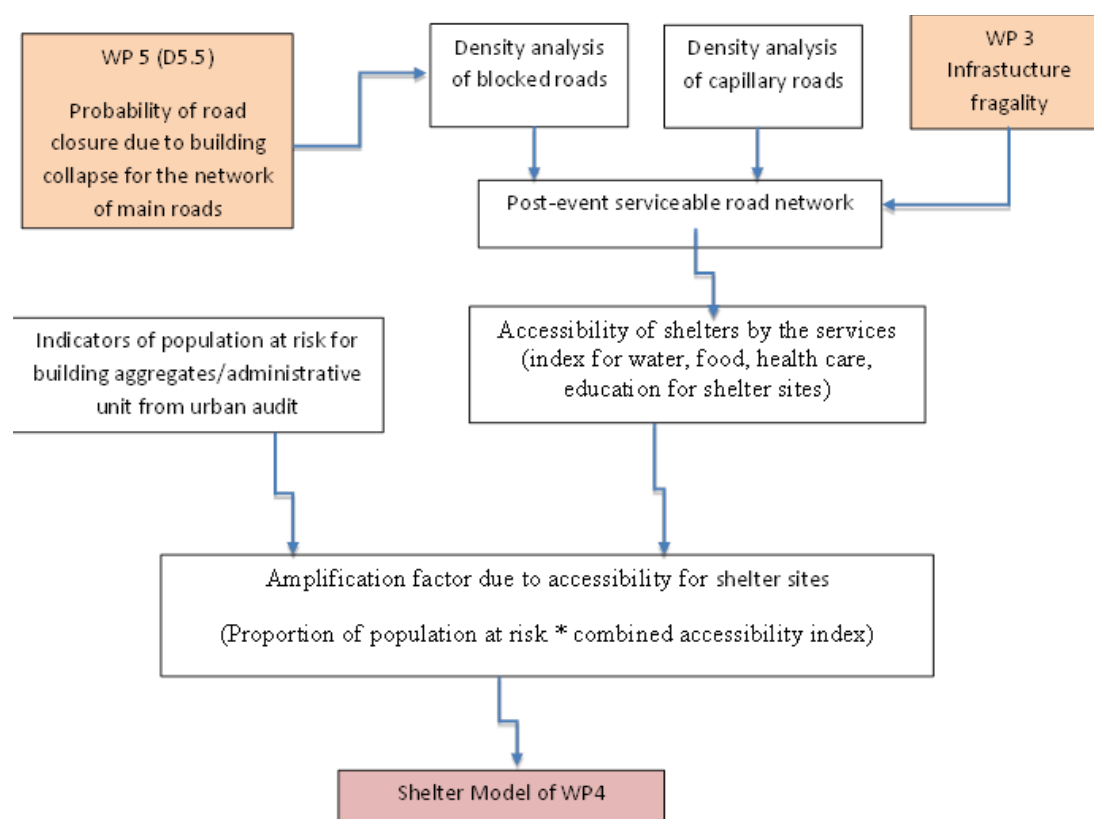 WP 5 (D5.5)
Probability of road
closure due to building
collapse for the network
of main roads
Density analysis
of blocked roads
Density analysis
of capillary roads
WP 3
Infrastucture
fragality
Post-event serviceable road network
Indicators of population at risk for
building aggregates/administrative
unit from urban audit
Accessibility of shelters by the services
(index for water, food, health care,
education for shelter sites)
Amplification factor due to accessibility for shelter sites
(Proportion of population at risk * combined accessibility index)
Shelter Model of WP4